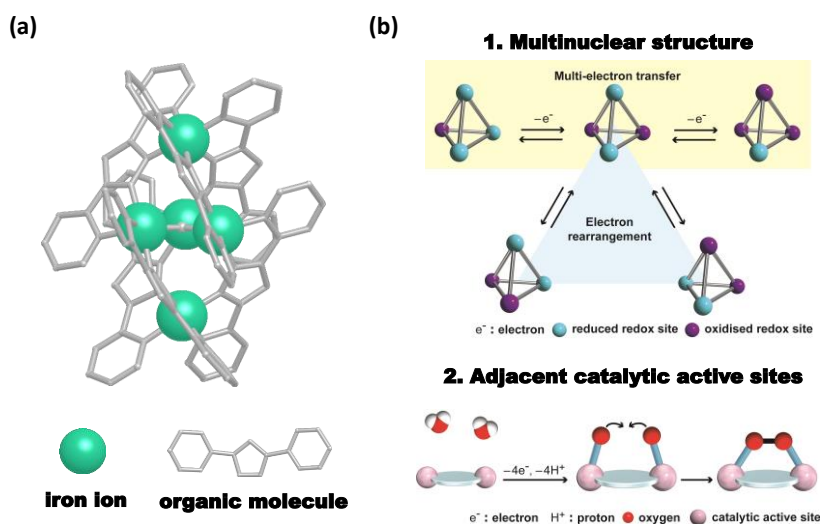 (a)
(b)
1. Multinuclear structure
Multi-electron transfer
−e⁻
−e⁻
Electron
rearrangement
e⁻ : electron reduced redox site oxidised redox site
2. Adjacent catalytic active sites
−4e⁻, −4H⁺
e⁻ : electron H⁺ : proton oxygen catalytic active site
iron ion
organic molecule